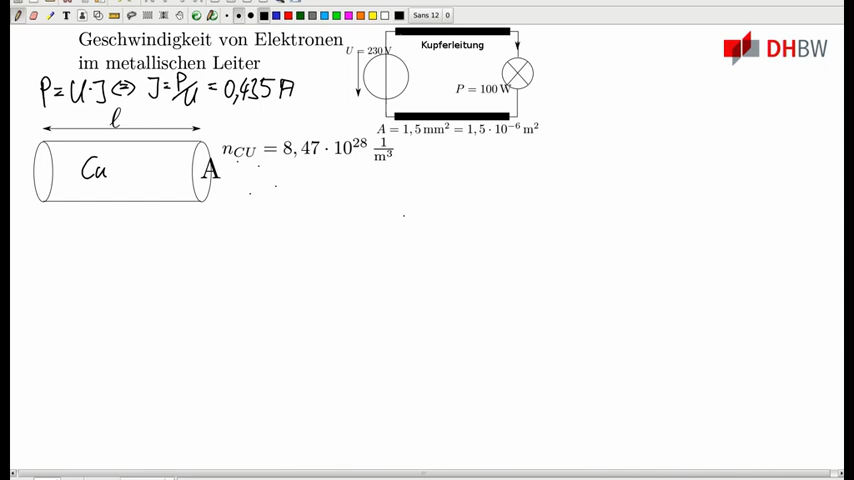 Sans 12 0
Geschwindigkeit von Elektronen
im metallischen Leiter
P = U · I ⇔ I = P/U = 0,435 A
U = 230 V
Kupferleitung
P = 100 W
A = 1,5 mm² = 1,5 · 10⁻⁶ m²
DHBW
l
Cu
A
n_CU = 8,47 · 10²⁸ 1/m³